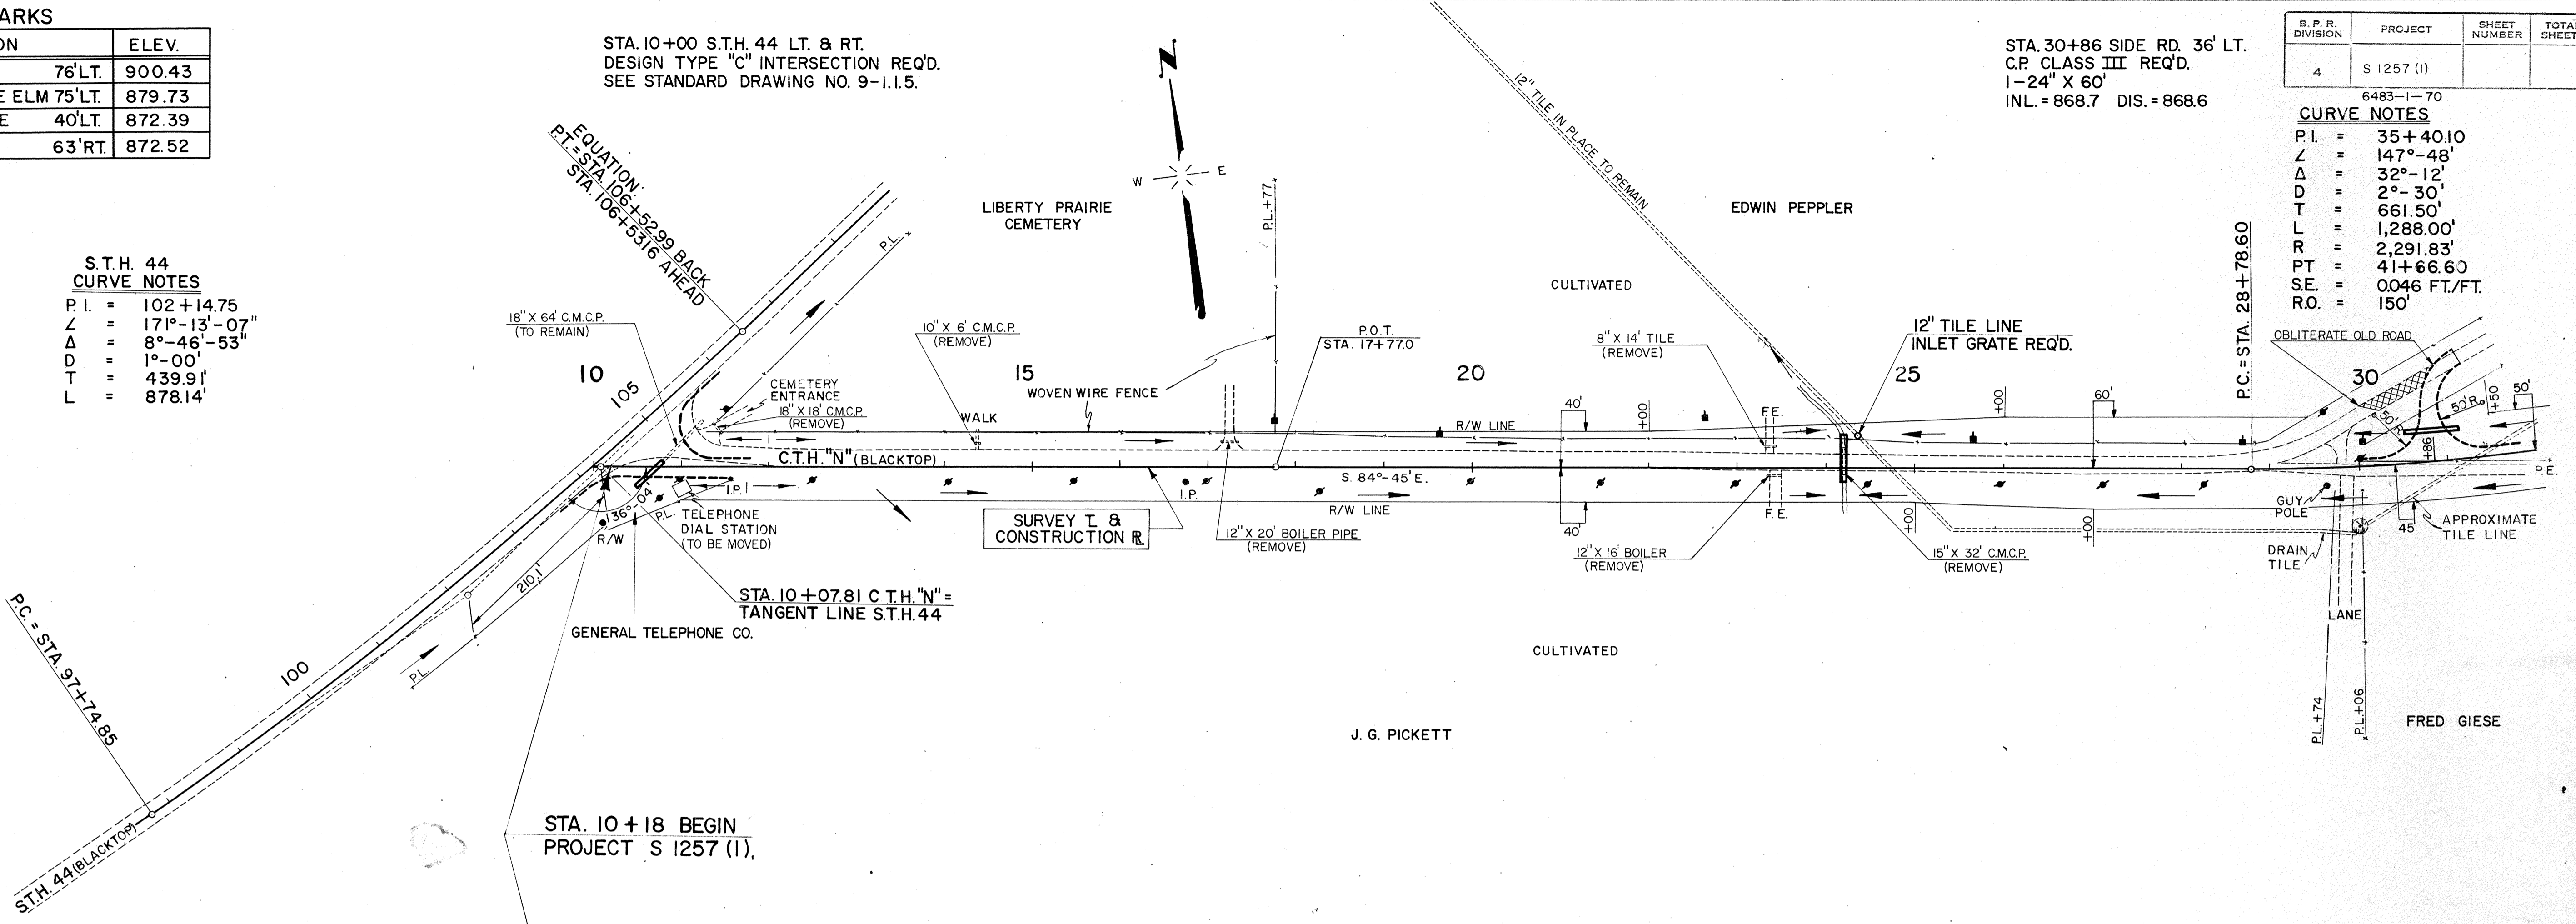 ARKS
ON ELEV.
76'LT. 900.43
E ELM 75'LT. 879.73
E 40'LT. 872.39
63'RT. 872.52
S.T.H. 44
CURVE NOTES
P.I. = 102+14.75
∠ = 171°-13'-07"
Δ = 8°-46'-53"
D = 1°-00'
T = 439.91'
L = 878.14'
STA. 10+00 S.T.H. 44 LT. & RT.
DESIGN TYPE "C" INTERSECTION REQ'D.
SEE STANDARD DRAWING NO. 9-1.1.5.
EQUATION:
P.T. = STA. 106+52.99 BACK
STA. 106+53.16 AHEAD
N
W E
LIBERTY PRAIRIE
CEMETERY
P.L.+77
12" TILE IN PLACE TO REMAIN
EDWIN PEPPLER
CULTIVATED
STA. 30+86 SIDE RD. 36' LT.
C.P. CLASS III REQ'D.
1-24" X 60'
INL. = 868.7 DIS. = 868.6
B. P. R.
DIVISION
PROJECT
SHEET
NUMBER
TOTAL
SHEET
4
S 1257 (1)
6483-1-70
CURVE NOTES
P.I. = 35+40.10
∠ = 147°-48'
Δ = 32°-12'
D = 2°-30'
T = 661.50'
L = 1,288.00'
R = 2,291.83'
PT = 41+66.60
S.E. = 0.046 FT./FT.
R.O. = 150'
P.L.
18" X 64' C.M.C.P.
(TO REMAIN)
10
105
CEMETERY
ENTRANCE
18" X 18' C.M.C.P.
(REMOVE)
10" X 6' C.M.C.P.
(REMOVE)
WALK
15
WOVEN WIRE FENCE
P.O.T.
STA. 17+77.0
20
R/W LINE
40'
+00
8" X 14' TILE
(REMOVE)
F.E.
12" TILE LINE
INLET GRATE REQ'D.
25
+00
60'
P.C. = STA. 28+78.60
OBLITERATE OLD ROAD
30
50' R.
50' R.
+50
50'
+86
P.E.
C.T.H. "N" (BLACKTOP)
S. 84°-45' E.
I.P.
I.P.
136° 04'
P.L.
R/W
TELEPHONE
DIAL STATION
(TO BE MOVED)
SURVEY T̲L̲ &
CONSTRUCTION R̲L̲
12" X 20' BOILER PIPE
(REMOVE)
R/W LINE
40'
F.E.
12" X 16' BOILER
(REMOVE)
15" X 32' C.M.C.P.
(REMOVE)
+00
+00
GUY
POLE
DRAIN
TILE
45'
APPROXIMATE
TILE LINE
LANE
P.L.+74
P.L.+06
FRED GIESE
210.1'
STA. 10+07.81 C T.H. "N" =
TANGENT LINE S.T.H. 44
GENERAL TELEPHONE CO.
P.L.
100
P.C. = STA. 97+74.85
S.T.H. 44 (BLACKTOP)
CULTIVATED
J. G. PICKETT
STA. 10+18 BEGIN
PROJECT S 1257 (1),